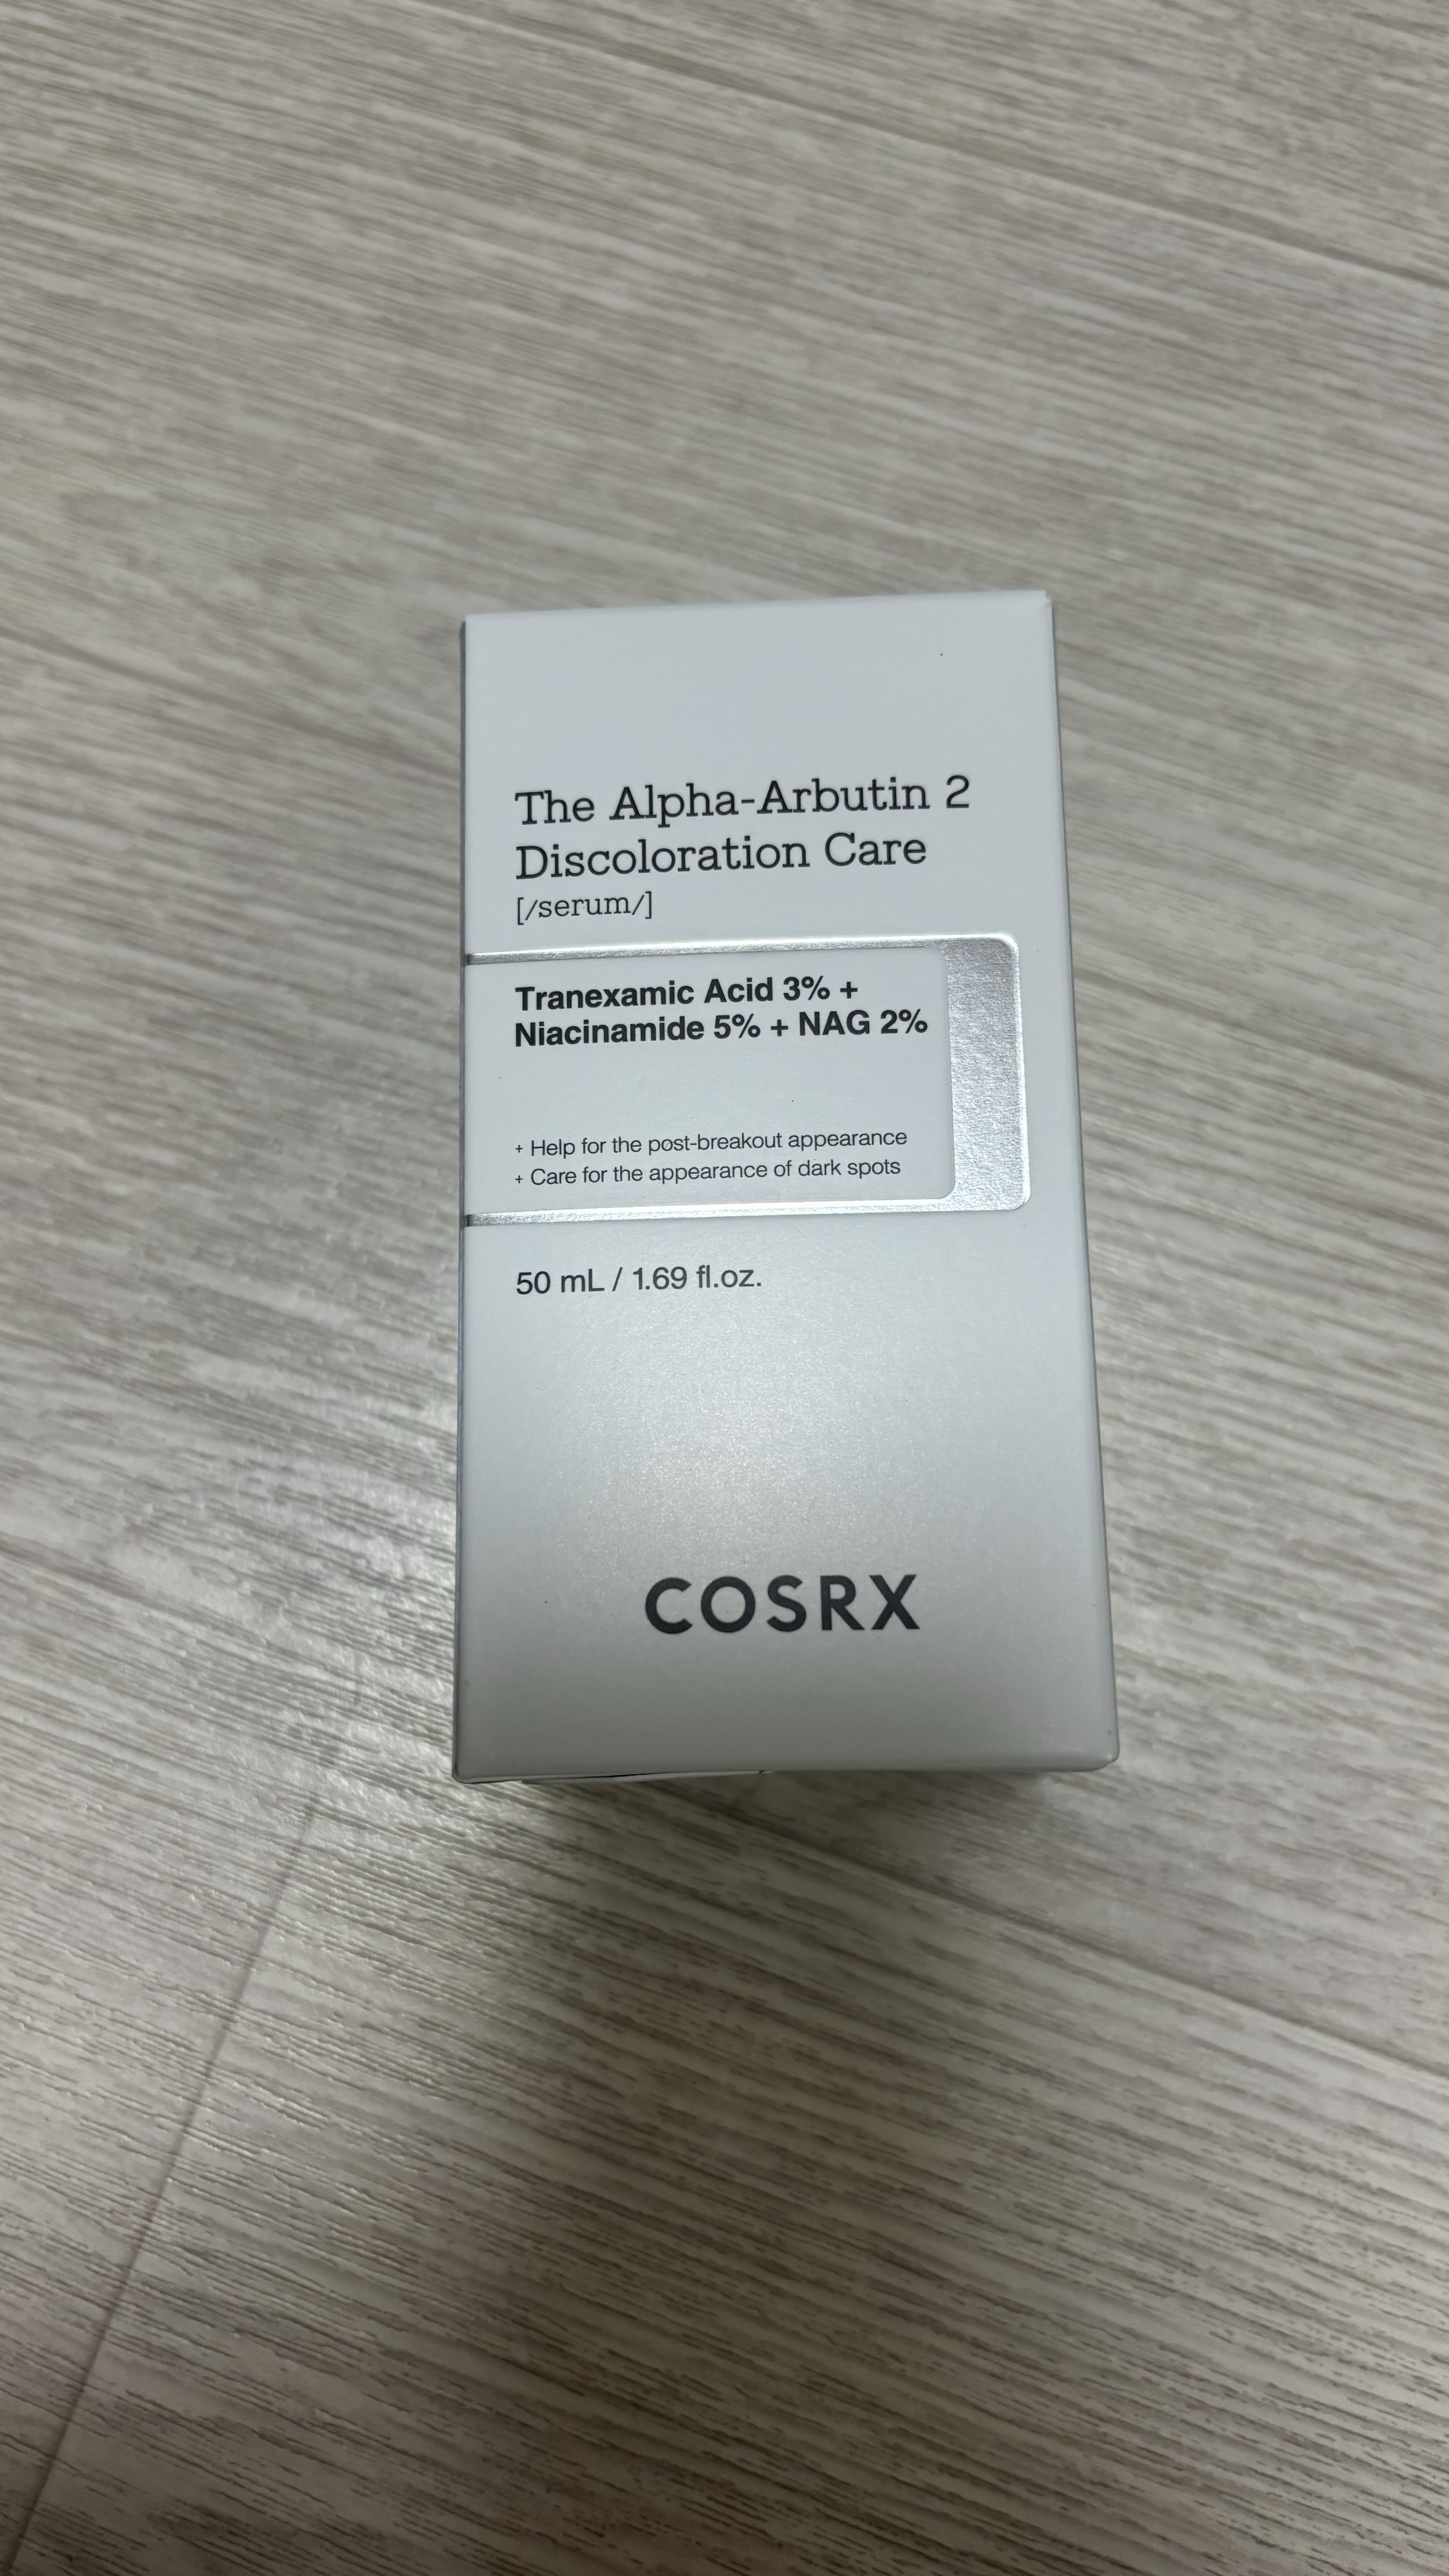 The Alpha-Arbutin 2
Discoloration Care
[/serum/]
Tranexamic Acid 3% +
Niacinamide 5% + NAG 2%
+ Help for the post-breakout appearance
+ Care for the appearance of dark spots
50 mL / 1.69 fl.oz.
COSRX